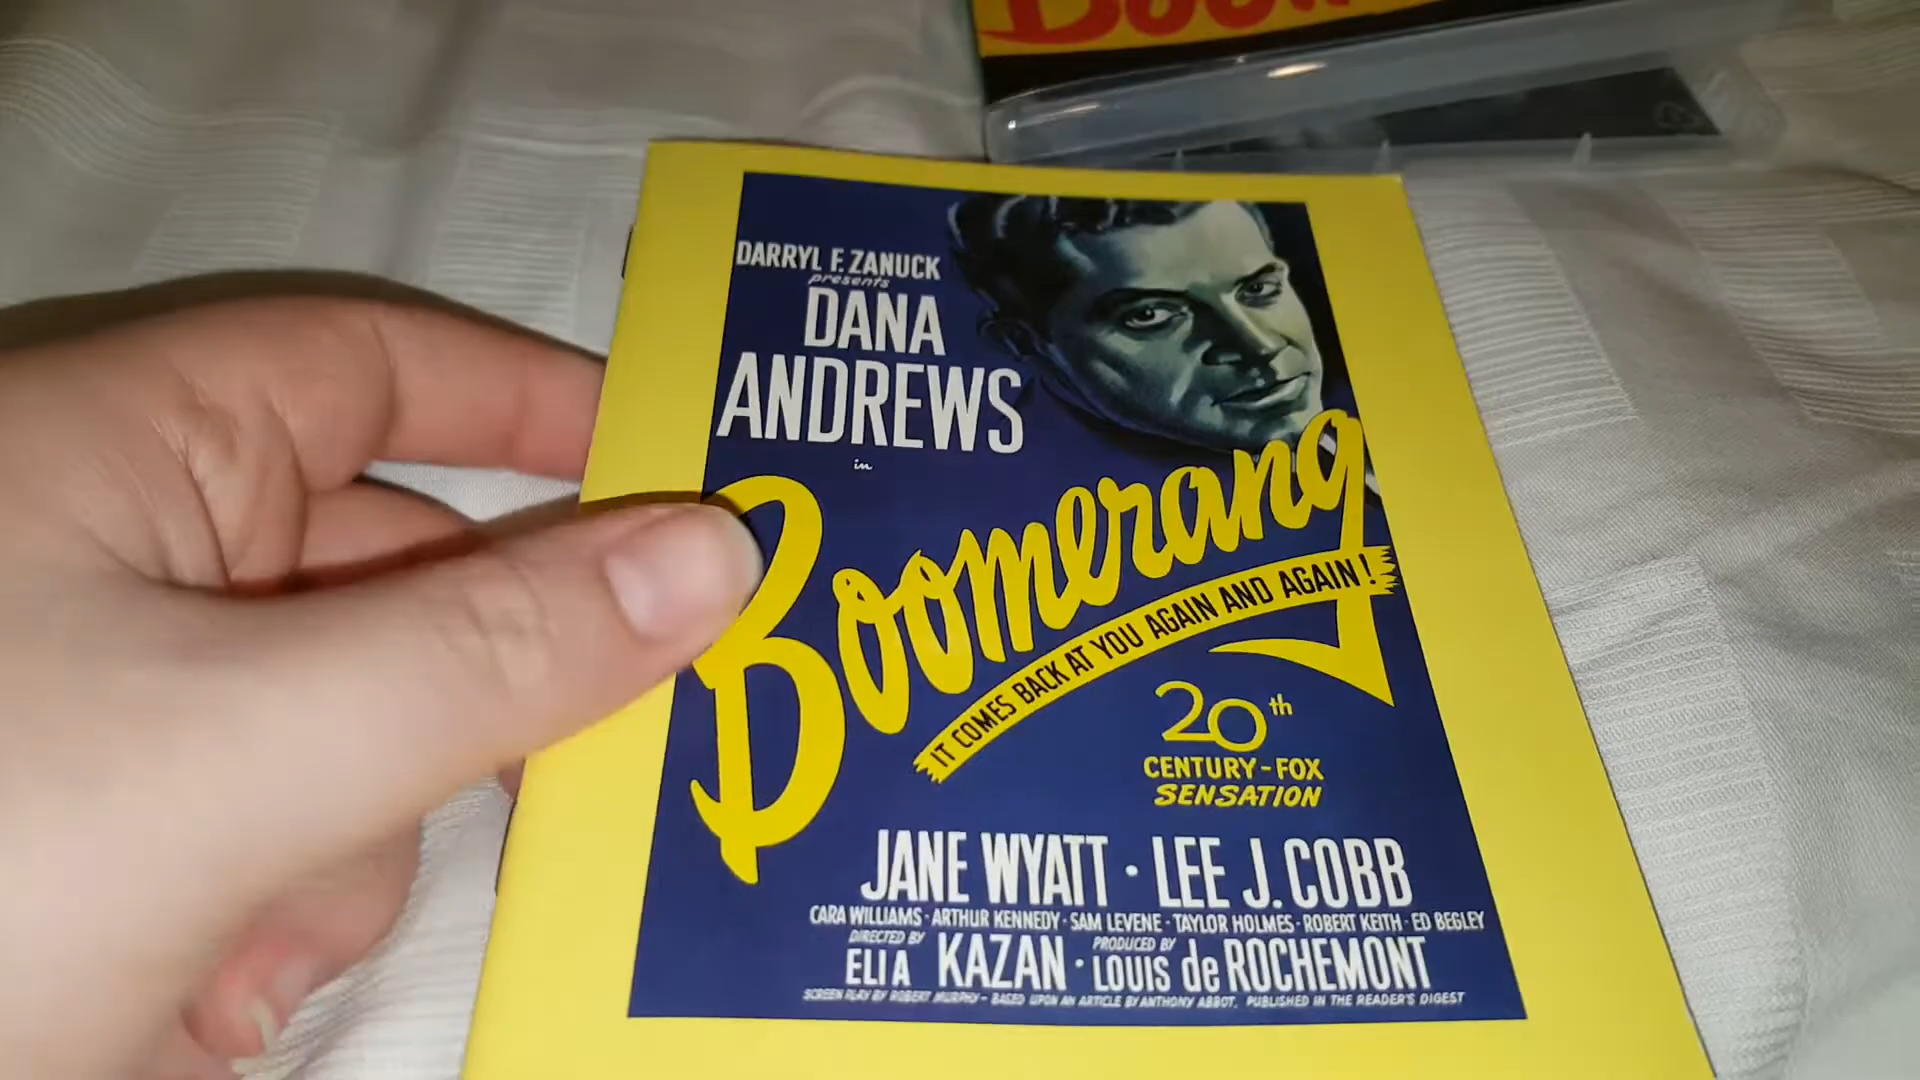 Boom
DARRYL F. ZANUCK
presents
DANA
ANDREWS
in
Boomerang
IT COMES BACK AT YOU AGAIN AND AGAIN!
20th
CENTURY-FOX
SENSATION
JANE WYATT · LEE J. COBB
CARA WILLIAMS · ARTHUR KENNEDY · SAM LEVENE · TAYLOR HOLMES · ROBERT KEITH · ED BEGLEY
DIRECTED BY ELIA KAZAN · PRODUCED BY LOUIS de ROCHEMONT
SCREEN PLAY BY ROBERT MURPHY - BASED UPON AN ARTICLE BY ANTHONY ABBOT, PUBLISHED IN THE READER'S DIGEST